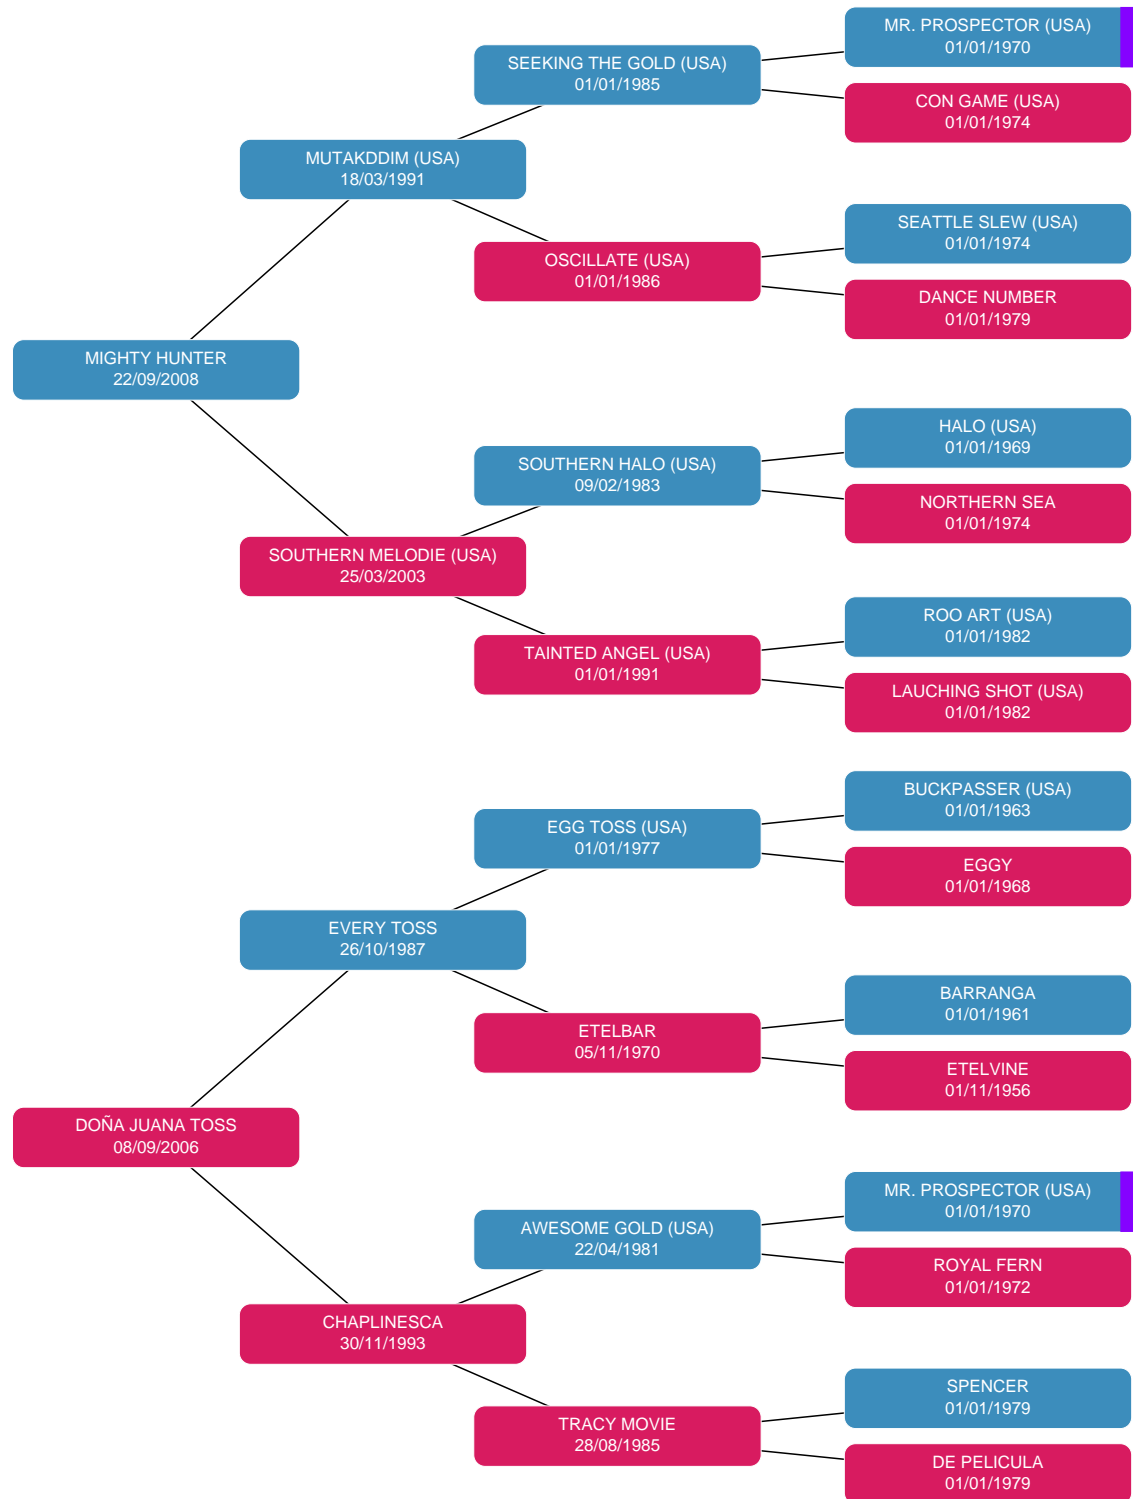 MR. PROSPECTOR (USA)
01/01/1970
SEEKING THE GOLD (USA)
01/01/1985
CON GAME (USA)
01/01/1974
MUTAKDDIM (USA)
18/03/1991
SEATTLE SLEW (USA)
01/01/1974
OSCILLATE (USA)
01/01/1986
DANCE NUMBER
01/01/1979
MIGHTY HUNTER
22/09/2008
HALO (USA)
01/01/1969
SOUTHERN HALO (USA)
09/02/1983
NORTHERN SEA
01/01/1974
SOUTHERN MELODIE (USA)
25/03/2003
ROO ART (USA)
01/01/1982
TAINTED ANGEL (USA)
01/01/1991
LAUCHING SHOT (USA)
01/01/1982
BUCKPASSER (USA)
01/01/1963
EGG TOSS (USA)
01/01/1977
EGGY
01/01/1968
EVERY TOSS
26/10/1987
BARRANGA
01/01/1961
ETELBAR
05/11/1970
ETELVINE
01/11/1956
DOÑA JUANA TOSS
08/09/2006
MR. PROSPECTOR (USA)
01/01/1970
AWESOME GOLD (USA)
22/04/1981
ROYAL FERN
01/01/1972
CHAPLINESCA
30/11/1993
SPENCER
01/01/1979
TRACY MOVIE
28/08/1985
DE PELICULA
01/01/1979